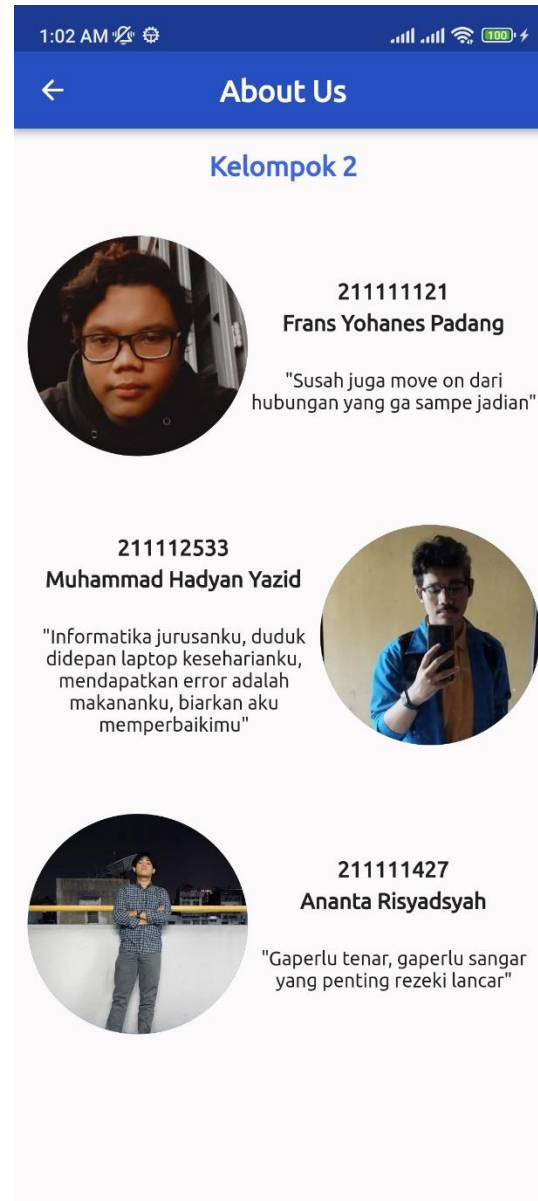 1:02 AM
100
About Us
Kelompok 2
211111121
Frans Yohanes Padang
"Susah juga move on dari
hubungan yang ga sampe jadian"
211112533
Muhammad Hadyan Yazid
"Informatika jurusanku, duduk
didepan laptop keseharianku,
mendapatkan error adalah
makananku, biarkan aku
memperbaikimu"
211111427
Ananta Risyadsyah
"Gaperlu tenar, gaperlu sangar
yang penting rezeki lancar"